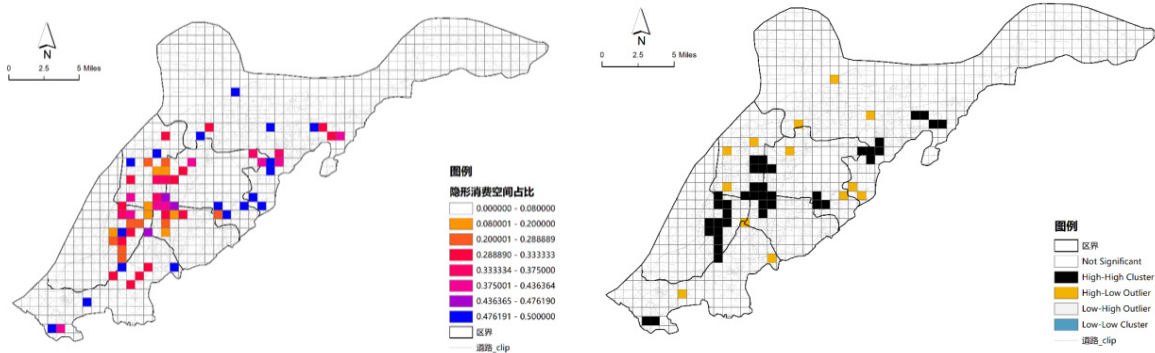 N
0 2.5 5 Miles
图例
隐形消费空间占比
0.000000 - 0.080000
0.080001 - 0.200000
0.200001 - 0.288889
0.288890 - 0.333333
0.333334 - 0.375000
0.375001 - 0.436364
0.436365 - 0.476190
0.476191 - 0.500000
区界
道路_clip
N
0 2.5 5 Miles
图例
区界
Not Significant
High-High Cluster
High-Low Outlier
Low-High Outlier
Low-Low Cluster
道路_clip